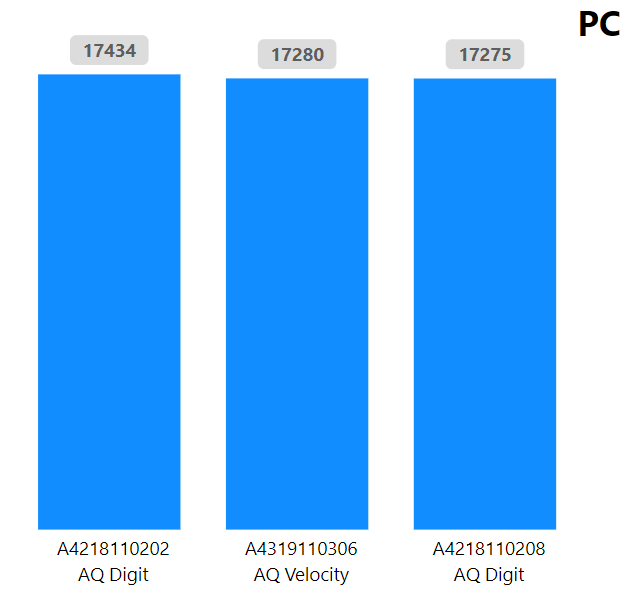 PC
17434
17280
17275
A4218110202
AQ Digit
A4319110306
AQ Velocity
A4218110208
AQ Digit